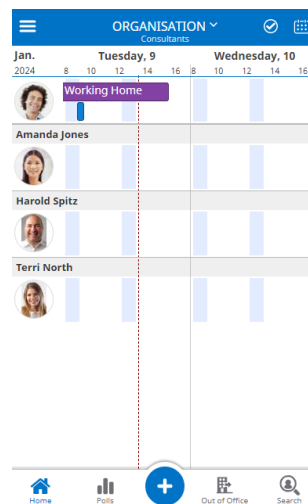 ORGANISATION
Consultants
Jan. Tuesday, 9 Wednesday, 10
2024 8 10 12 14 16 8 10 12 14 16
Working Home
Amanda Jones
Harold Spitz
Terri North
Home Polls Out of Office Search